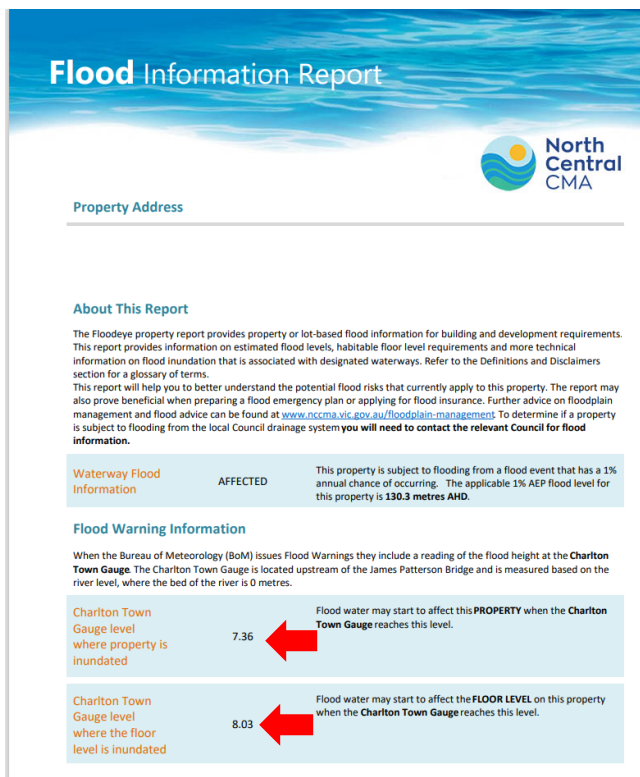 Flood Information Report
North
Central
CMA
Property Address
About This Report
The Floodeye property report provides property or lot-based flood information for building and development requirements.
This report provides information on estimated flood levels, habitable floor level requirements and more technical
information on flood inundation that is associated with designated waterways. Refer to the Definitions and Disclaimers
section for a glossary of terms.
This report will help you to better understand the potential flood risks that currently apply to this property. The report may
also prove beneficial when preparing a flood emergency plan or applying for flood insurance. Further advice on floodplain
management and flood advice can be found at www.nccma.vic.gov.au/floodplain-management. To determine if a property
is subject to flooding from the local Council drainage system you will need to contact the relevant Council for flood
information.
Waterway Flood
Information
AFFECTED
This property is subject to flooding from a flood event that has a 1%
annual chance of occurring. The applicable 1% AEP flood level for
this property is 130.3 metres AHD.
Flood Warning Information
When the Bureau of Meteorology (BoM) issues Flood Warnings they include a reading of the flood height at the Charlton
Town Gauge. The Charlton Town Gauge is located upstream of the James Patterson Bridge and is measured based on the
river level, where the bed of the river is 0 metres.
Charlton Town
Gauge level
where property is
inundated
7.36
Flood water may start to affect this PROPERTY when the Charlton
Town Gauge reaches this level.
Charlton Town
Gauge level
where the floor
level is inundated
8.03
Flood water may start to affect the FLOOR LEVEL on this property
when the Charlton Town Gauge reaches this level.